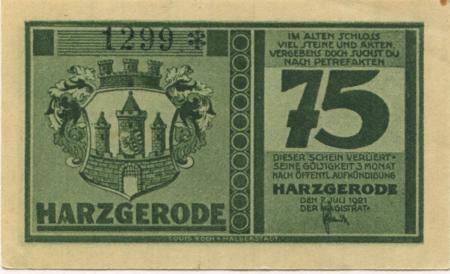 1299 *
HARZGERODE
IM ALTEN SCHLOSS
VIEL STEINE UND AKTEN,
VERGEBENS DOCH SUCHST DU
NACH PETREFAKTEN
75
DIESER SCHEIN VERLIERT
SEINE GÜLTIGKEIT 3 MONAT
NACH ÖFFENTL. AUFKÜNDIGUNG
HARZGERODE
DEN 7. JULI 1921
DER MAGISTRAT
LOUIS KOCH HALBERSTADT